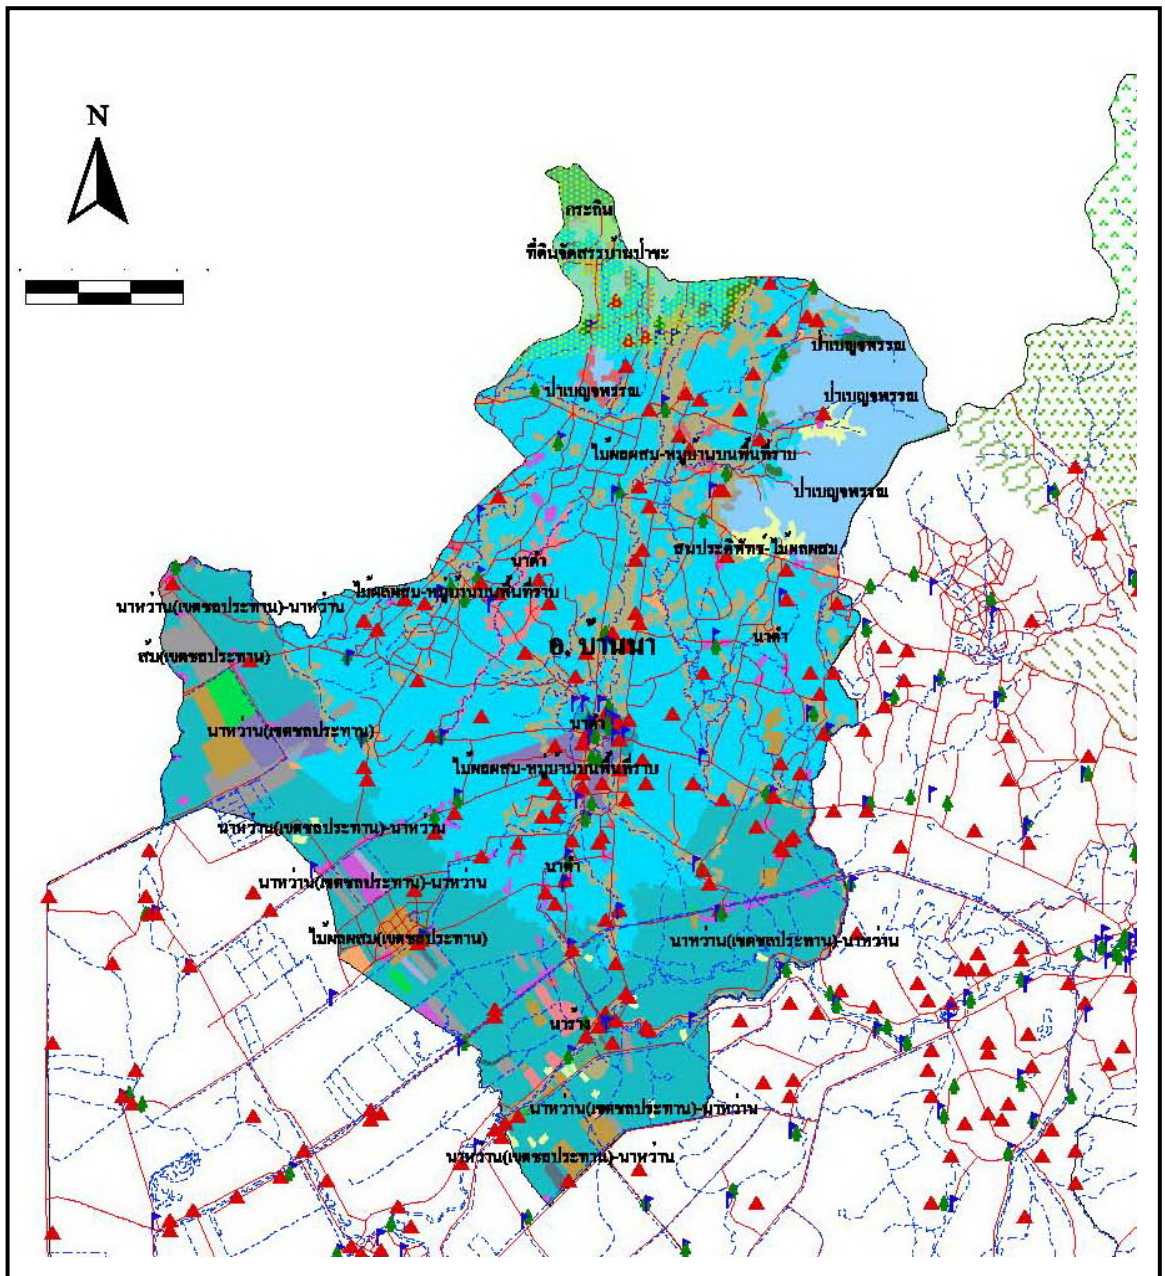 N
กระถิน
ที่ดินจัดสรรบ้านป่าขะ
ป่าเบญจพรรณ
ป่าเบญจพรรณ
ป่าเบญจพรรณ
ไม้ผลผสม-หมู่บ้านบนพื้นที่ราบ
ป่าเบญจพรรณ
สนประดิพัทธ์-ไม้ผลผสม
นาดำ
ไม้ผลผสม-หมู่บ้านบนพื้นที่ราบ
นาหว่าน(เขตชลประทาน)-นาหว่าน
นาดำ
อ. บ้านนา
ส้ม(เขตชลประทาน)
นาดำ
นาหว่าน(เขตชลประทาน)
ไม้ผลผสม-หมู่บ้านบนพื้นที่ราบ
นาหว่าน(เขตชลประทาน)-นาหว่าน
นาดำ
นาหว่าน(เขตชลประทาน)-นาหว่าน
ไม้ผลผสม(เขตชลประทาน)
นาหว่าน(เขตชลประทาน)-นาหว่าน
นาร้าง
นาหว่าน(เขตชลประทาน)-นาหว่าน
นาหว่าน(เขตชลประทาน)-นาหว่าน